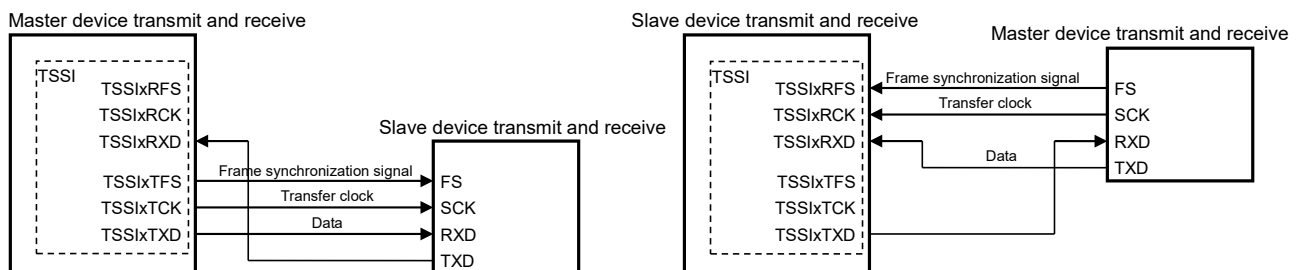 Master device transmit and receive
TSSI
TSSIxRFS
TSSIxRCK
TSSIxRXD
TSSIxTFS
TSSIxTCK
TSSIxTXD
Slave device transmit and receive
Frame synchronization signal
Transfer clock
Data
FS
SCK
RXD
TXD
Slave device transmit and receive
TSSI
TSSIxRFS
TSSIxRCK
TSSIxRXD
TSSIxTFS
TSSIxTCK
TSSIxTXD
Master device transmit and receive
Frame synchronization signal
Transfer clock
Data
FS
SCK
RXD
TXD